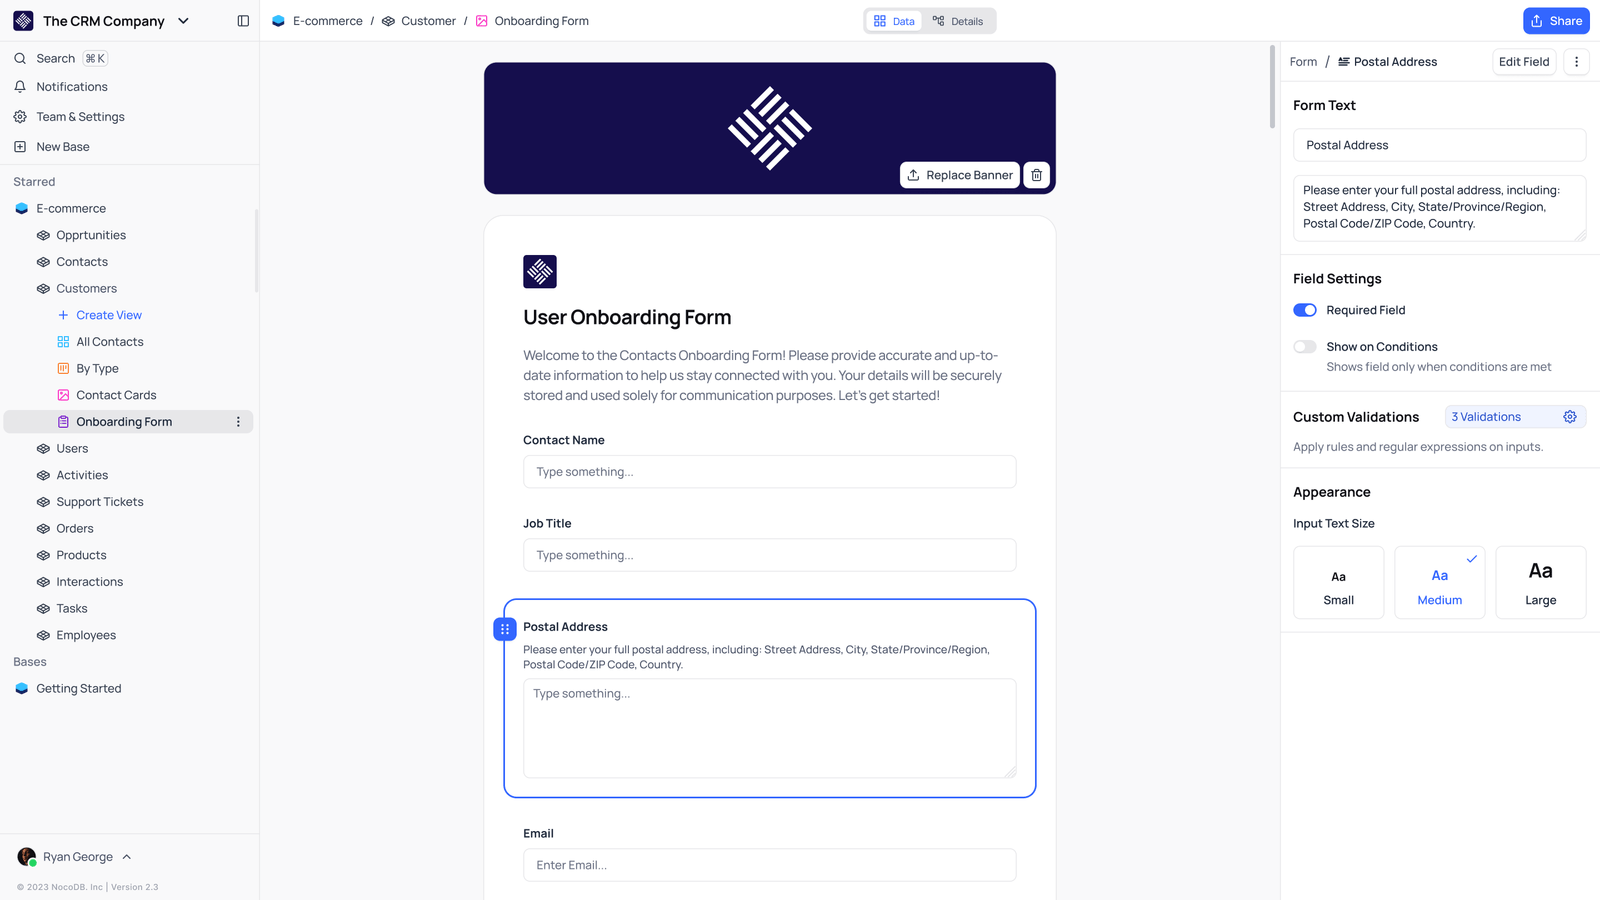 The CRM Company
Search ⌘ K
Notifications
Team & Settings
New Base
Starred
E-commerce
Opprtunities
Contacts
Customers
Create View
All Contacts
By Type
Contact Cards
Onboarding Form
Users
Activities
Support Tickets
Orders
Products
Interactions
Tasks
Employees
Bases
Getting Started
Ryan George
© 2023 NocoDB. Inc | Version 2.3
E-commerce / Customer / Onboarding Form
Data
Details
Share
Replace Banner
User Onboarding Form
Welcome to the Contacts Onboarding Form! Please provide accurate and up-to-
date information to help us stay connected with you. Your details will be securely
stored and used solely for communication purposes. Let's get started!
Contact Name
Type something...
Job Title
Type something...
Postal Address
Please enter your full postal address, including: Street Address, City, State/Province/Region,
Postal Code/ZIP Code, Country.
Type something...
Email
Enter Email...
Form / Postal Address
Edit Field
Form Text
Postal Address
Please enter your full postal address, including:
Street Address, City, State/Province/Region,
Postal Code/ZIP Code, Country.
Field Settings
Required Field
Show on Conditions
Shows field only when conditions are met
Custom Validations
3 Validations
Apply rules and regular expressions on inputs.
Appearance
Input Text Size
Aa
Small
Aa
Medium
Aa
Large